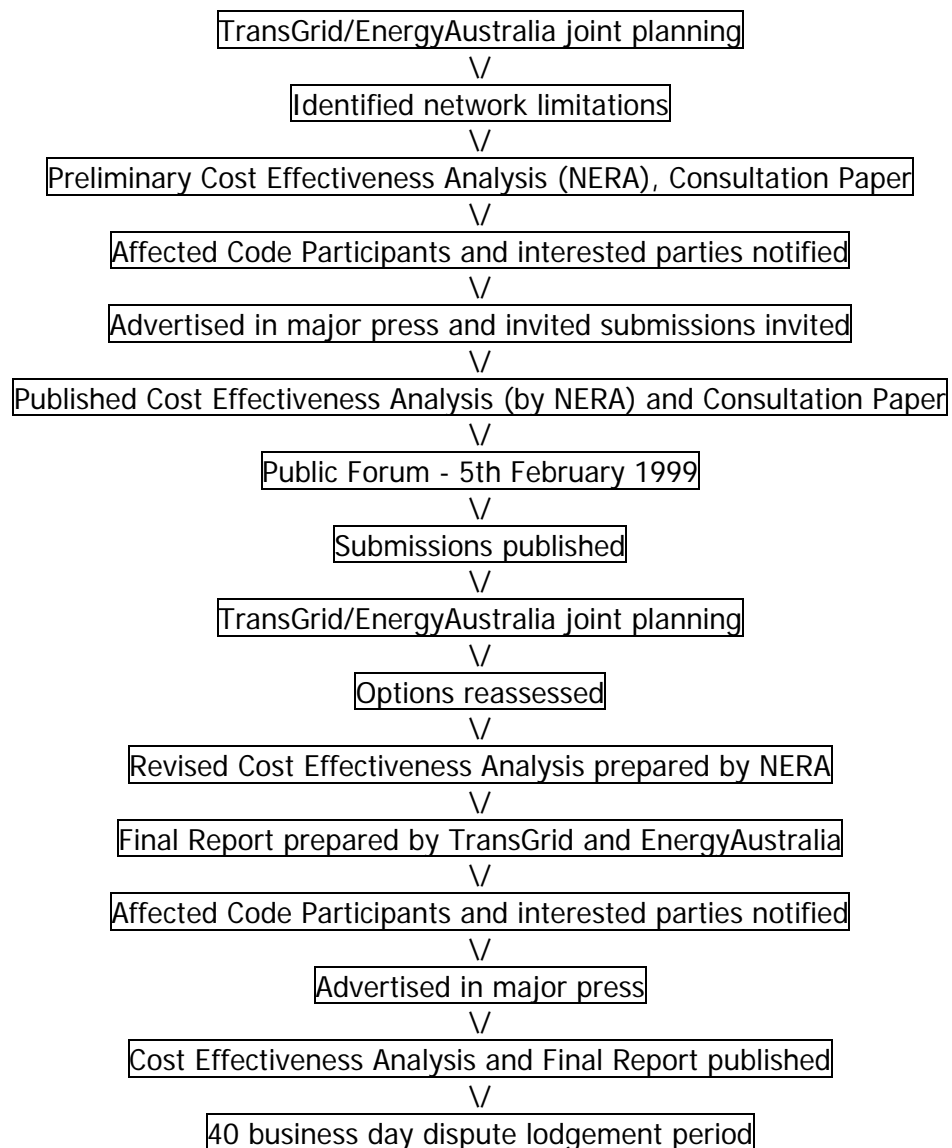 TransGrid/EnergyAustralia joint planning
\/
Identified network limitations
\/
Preliminary Cost Effectiveness Analysis (NERA), Consultation Paper
\/
Affected Code Participants and interested parties notified
\/
Advertised in major press and invited submissions invited
\/
Published Cost Effectiveness Analysis (by NERA) and Consultation Paper
\/
Public Forum - 5th February 1999
\/
Submissions published
\/
TransGrid/EnergyAustralia joint planning
\/
Options reassessed
\/
Revised Cost Effectiveness Analysis prepared by NERA
\/
Final Report prepared by TransGrid and EnergyAustralia
\/
Affected Code Participants and interested parties notified
\/
Advertised in major press
\/
Cost Effectiveness Analysis and Final Report published
\/
40 business day dispute lodgement period